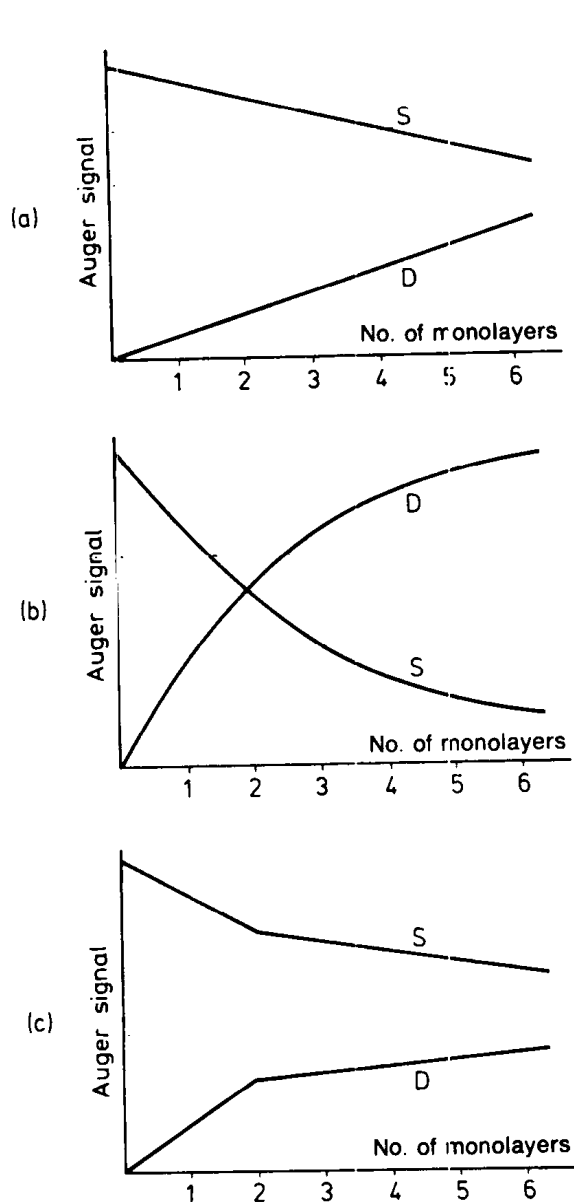 (a)
Auger signal
S
D
No. of monolayers
1 2 3 4 5 6
(b)
Auger signal
D
S
No. of monolayers
1 2 3 4 5 6
(c)
Auger signal
S
D
No. of monolayers
1 2 3 4 5 6